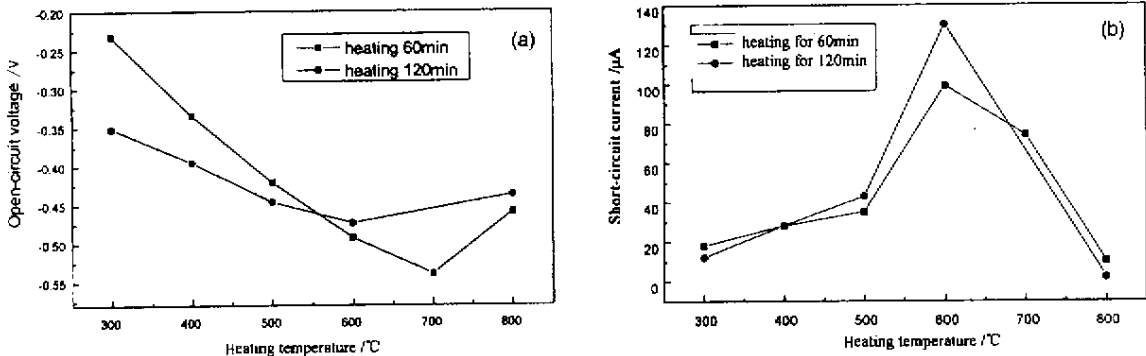 (a)
heating 60min
heating 120min
Open-circuit voltage /V
-0.20
-0.25
-0.30
-0.35
-0.40
-0.45
-0.50
-0.55
300 400 500 600 700 800
Heating temperature /℃
(b)
heating for 60min
heating for 120min
Short-circuit current /μA
140
120
100
80
60
40
20
0
300 400 500 600 700 800
Heating temperature /℃